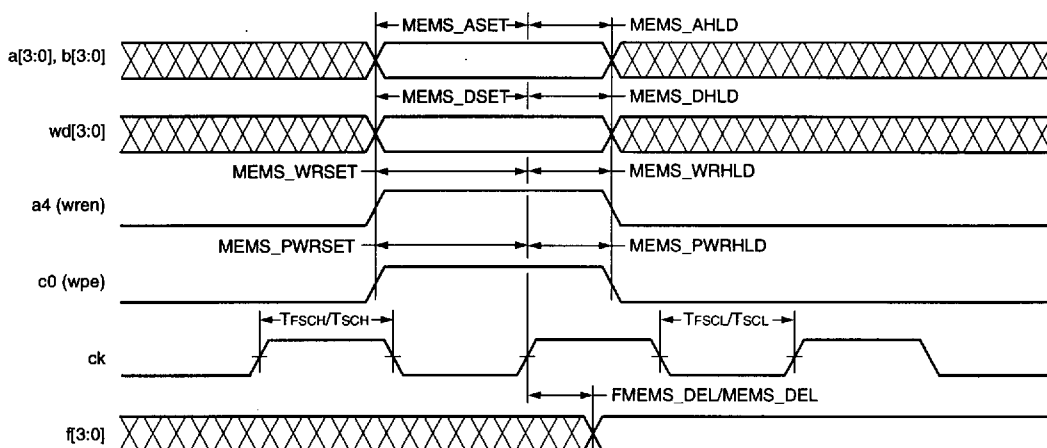 MEMS_ASET MEMS_AHLD
a[3:0], b[3:0]
MEMS_DSET MEMS_DHLD
wd[3:0]
MEMS_WRSET MEMS_WRHLD
a4 (wren)
MEMS_PWRSET MEMS_PWRHLD
c0 (wpe)
TFSCH/TSCH TFSCL/TSCL
ck
FMEMS_DEL/MEMS_DEL
f[3:0]